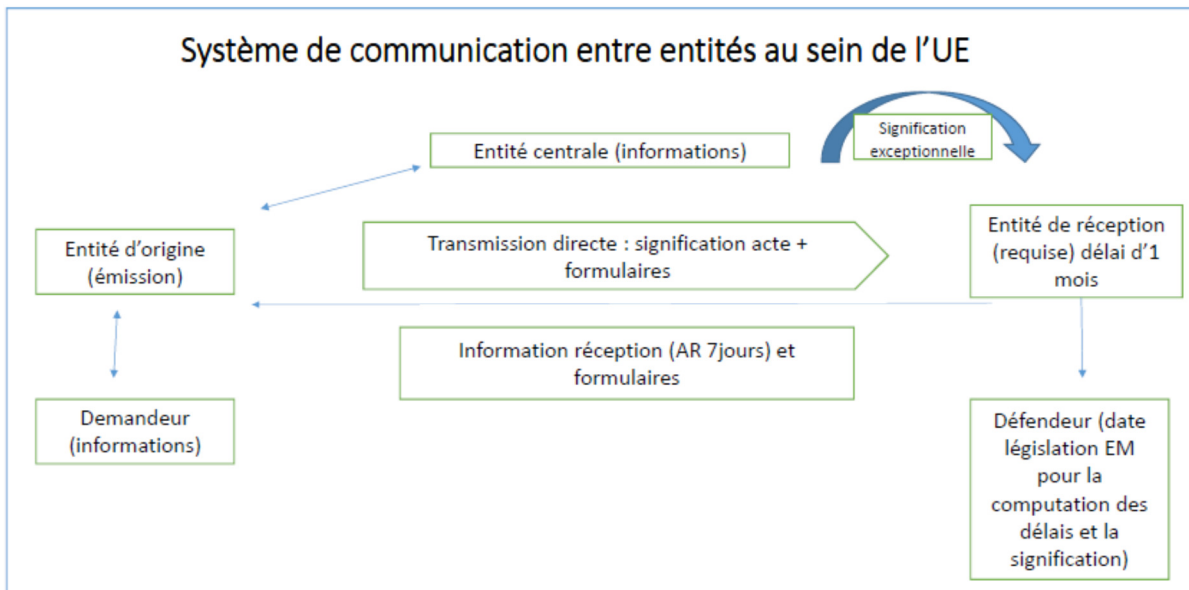 Système de communication entre entités au sein de l'UE
Signification
exceptionnelle
Entité centrale (informations)
Entité d'origine
(émission)
Transmission directe : signification acte +
formulaires
Entité de réception
(requise) délai d'1
mois
Information réception (AR 7jours) et
formulaires
Demandeur
(informations)
Défendeur (date
législation EM
pour la
computation des
délais et la
signification)